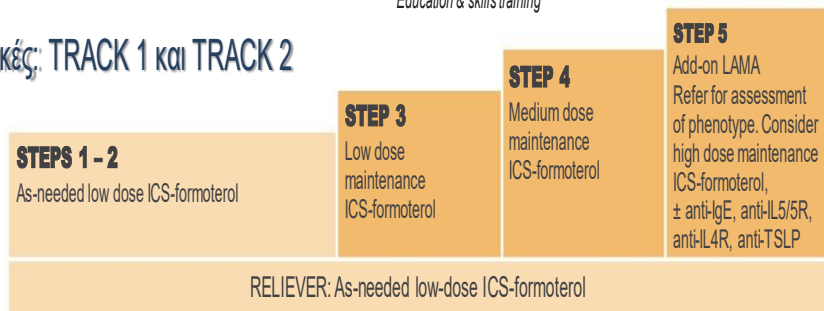 Education & skills training
κές: TRACK 1 και TRACK 2
STEPS 1 – 2
As-needed low dose ICS-formoterol
STEP 3
Low dose
maintenance
ICS-formoterol
STEP 4
Medium dose
maintenance
ICS-formoterol
STEP 5
Add-on LAMA
Refer for assessment
of phenotype. Consider
high dose maintenance
ICS-formoterol,
± anti-IgE, anti-IL5/5R,
anti-IL4R, anti-TSLP
RELIEVER: As-needed low-dose ICS-formoterol